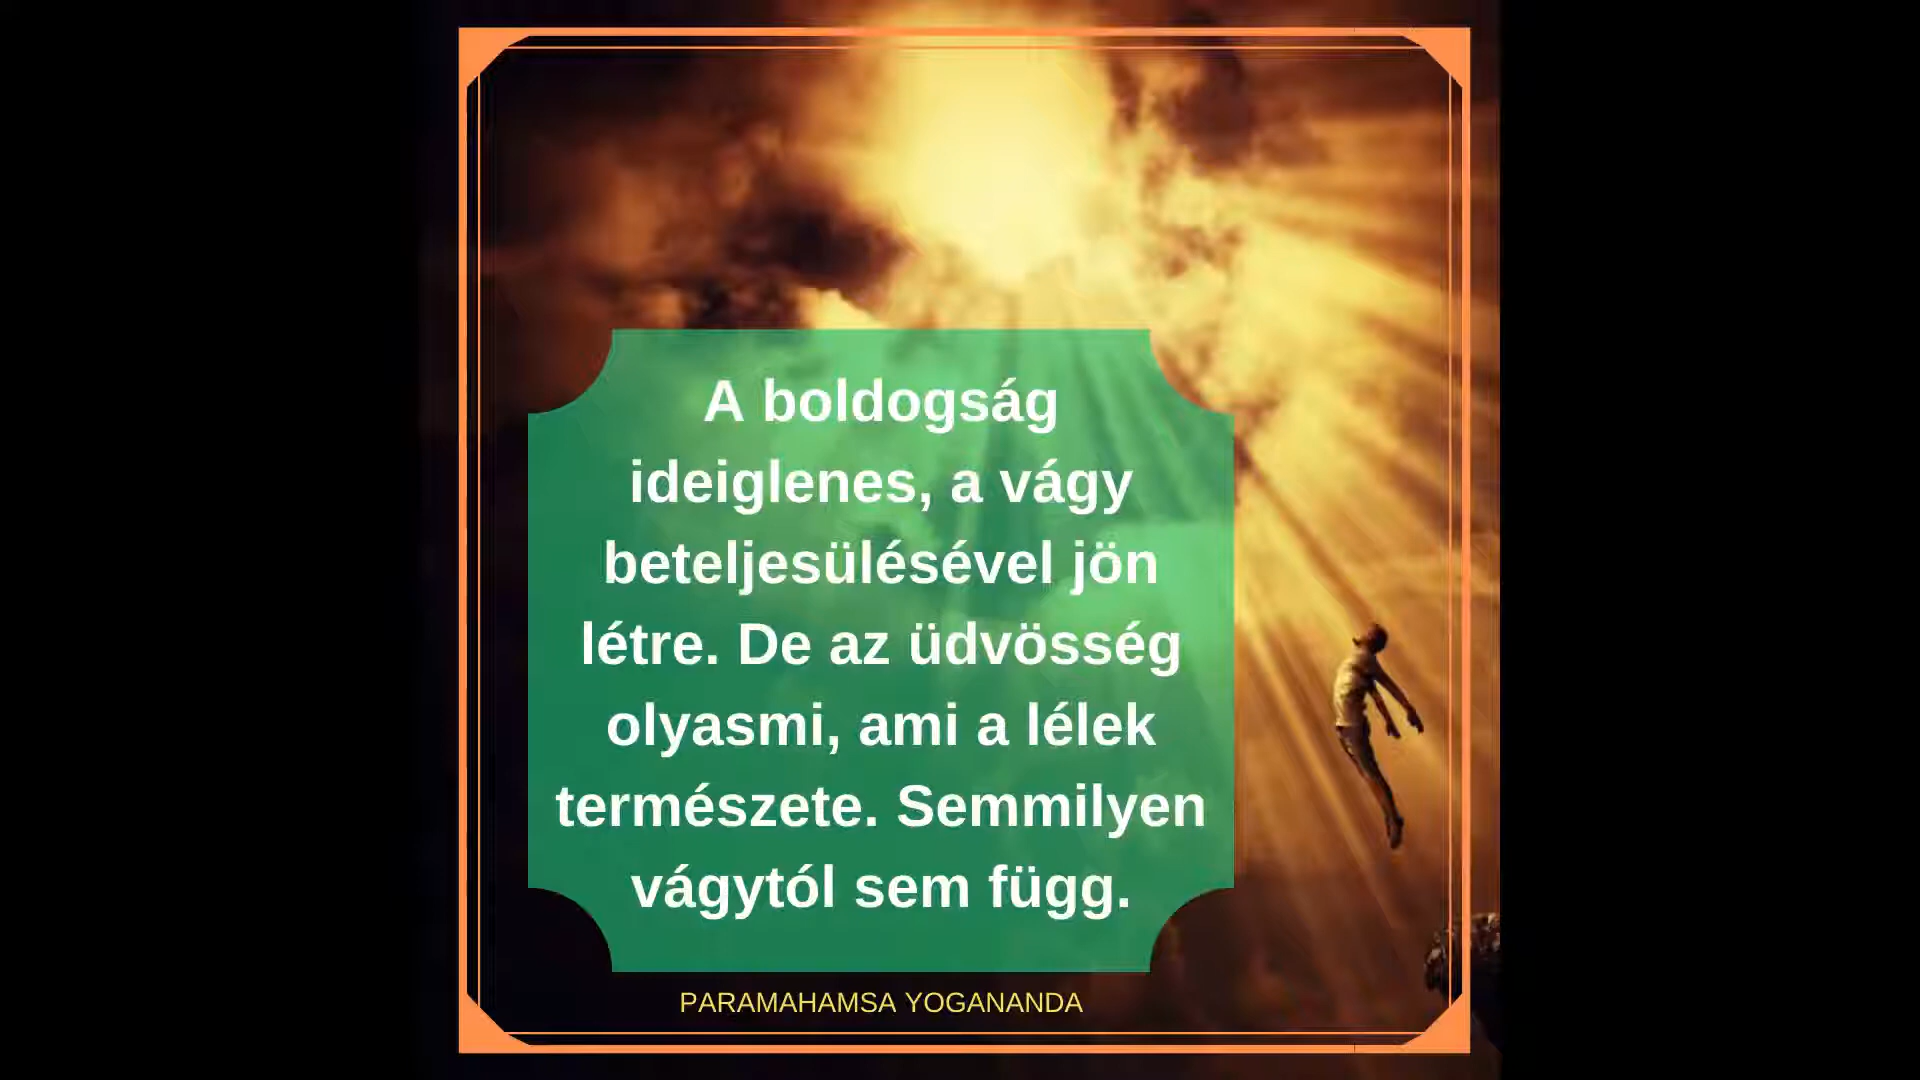 A boldogság
ideiglenes, a vágy
beteljesülésével jön
létre. De az üdvösség
olyasmi, ami a lélek
természete. Semmilyen
vágytól sem függ.
PARAMAHAMSA YOGANANDA